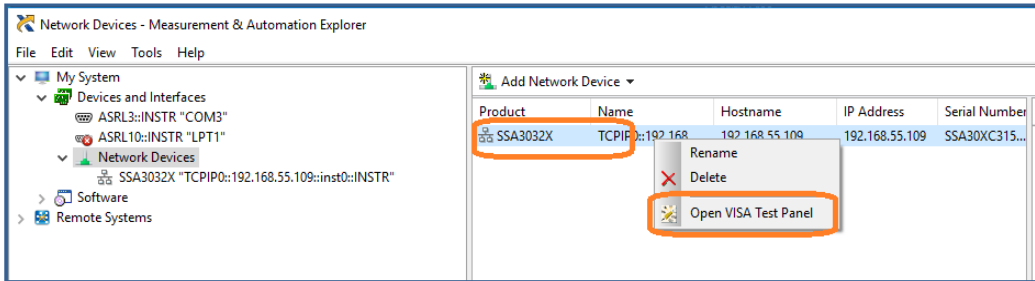 Network Devices - Measurement & Automation Explorer
File Edit View Tools Help
My System
Devices and Interfaces
ASRL3::INSTR "COM3"
ASRL10::INSTR "LPT1"
Network Devices
SSA3032X "TCPIP0::192.168.55.109::inst0::INSTR"
Software
Remote Systems
Add Network Device
Product Name Hostname IP Address Serial Number
SSA3032X TCPIP0::192.168 192.168.55.109 192.168.55.109 SSA30XC315...
Rename
Delete
Open VISA Test Panel